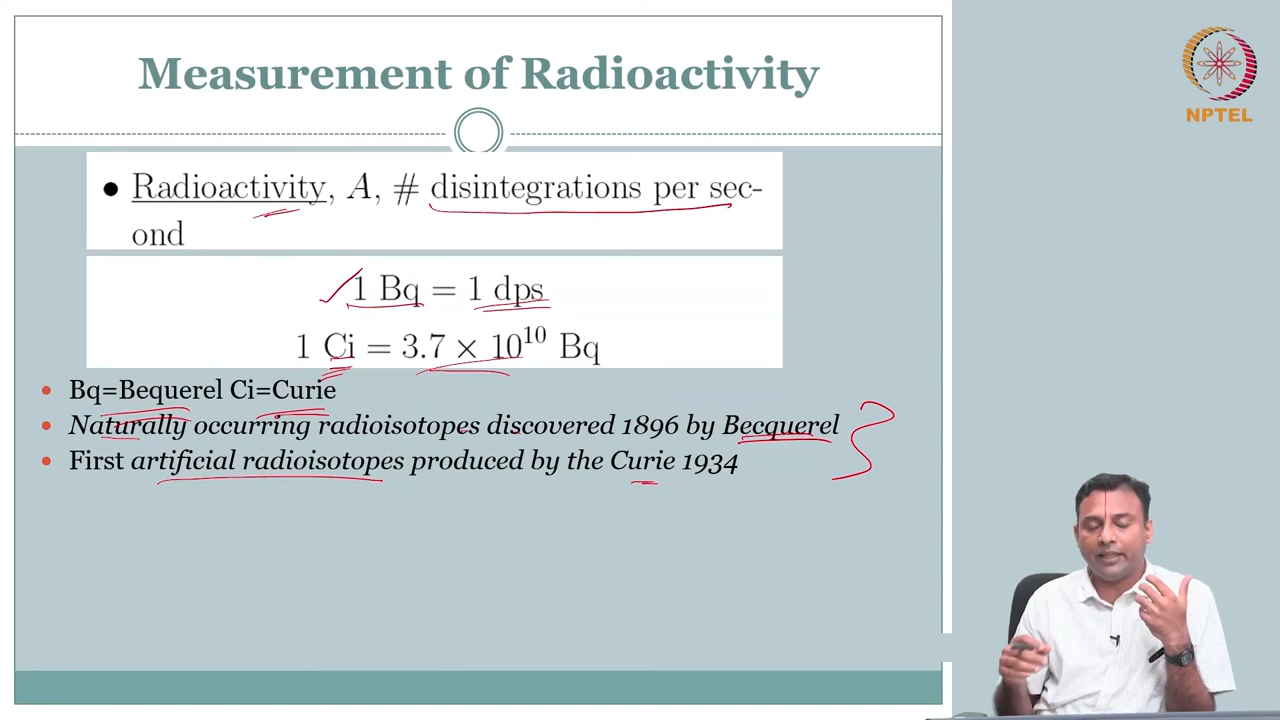 Measurement of Radioactivity
NPTEL
• Radioactivity, A, # disintegrations per sec-
ond
1 Bq = 1 dps
1 Ci = 3.7 × 10¹⁰ Bq
• Bq=Bequerel Ci=Curie
• Naturally occurring radioisotopes discovered 1896 by Becquerel
• First artificial radioisotopes produced by the Curie 1934